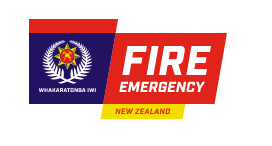 WHAKARATONGA IWI
FIRE
EMERGENCY
NEW ZEALAND